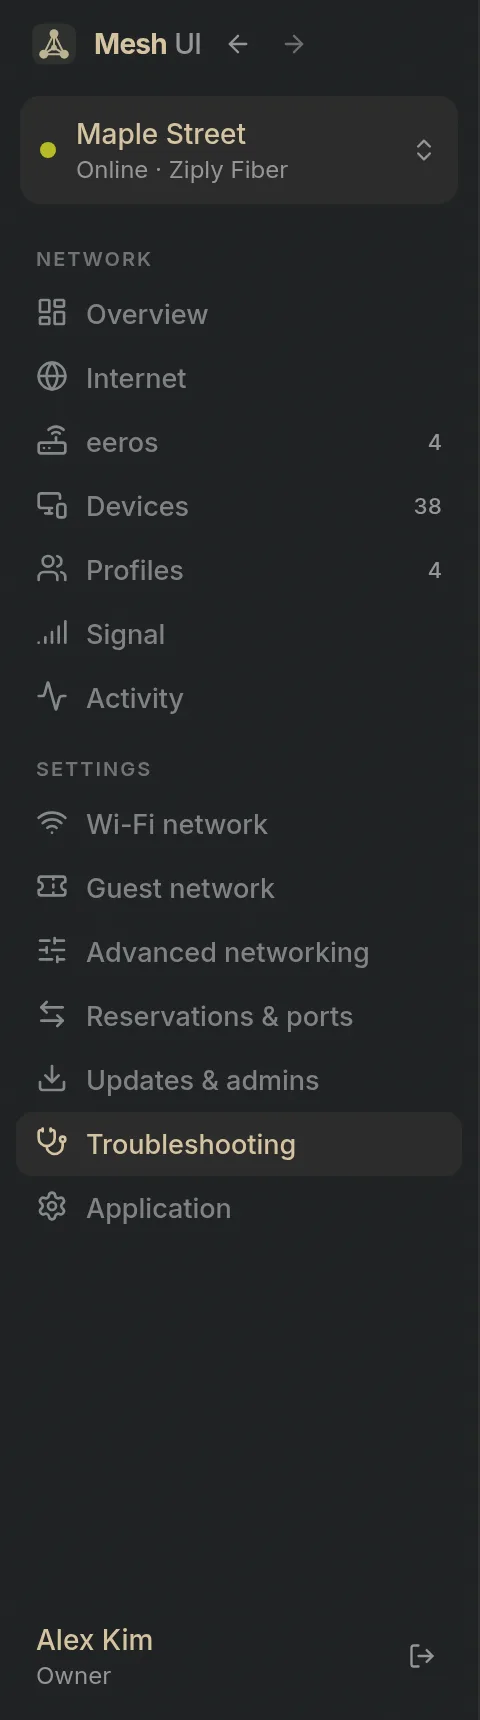 Mesh UI
Maple Street
Online · Ziply Fiber
NETWORK
Overview
Internet
eeros 4
Devices 38
Profiles 4
Signal
Activity
SETTINGS
Wi-Fi network
Guest network
Advanced networking
Reservations & ports
Updates & admins
Troubleshooting
Application
Alex Kim
Owner